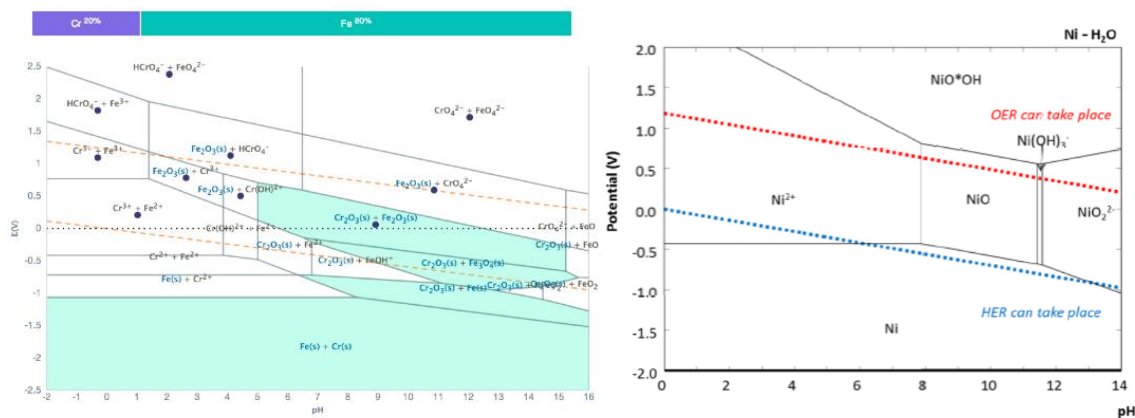 Cr 20%
Fe 80%
2.5
2
1.5
1
0.5
0
-0.5
-1
-1.5
-2
-2.5
E(V)
HCrO₄⁻ + FeO₄²⁻
HCrO₄⁻ + Fe³⁺
CrO₄²⁻ + FeO₄²⁻
Cr³⁺ + Fe³⁺
Fe₂O₃(s) + HCrO₄⁻
Fe₂O₃(s) + Cr³⁺
Fe₂O₃(s) + Cr(OH)²⁺
Fe₂O₃(s) + CrO₄²⁻
Cr³⁺ + Fe²⁺
Cr₂O₃(s) + Fe₂O₃(s)
Cr(OH)²⁺ + Fe²⁺
Cr₂O₃(s) + Fe²⁺
Cr₂O₃(s) + FeO
Cr²⁺ + Fe²⁺
Cr₂O₃(s) + FeOH⁺
Cr₂O₃(s) + Fe₃O₄(s)
Fe(s) + Cr²⁺
Cr₂O₃(s) + Fe(s)
Fe(s) + Cr(s)
-2 -1 0 1 2 3 4 5 6 7 8 9 10 11 12 13 14 15 16
pH
Ni – H₂O
2.0
1.5
1.0
0.5
0.0
-0.5
-1.0
-1.5
-2.0
Potential (V)
NiO*OH
OER can take place
Ni(OH)₃⁻
Ni²⁺
NiO
NiO₂²⁻
HER can take place
Ni
0 2 4 6 8 10 12 14
pH